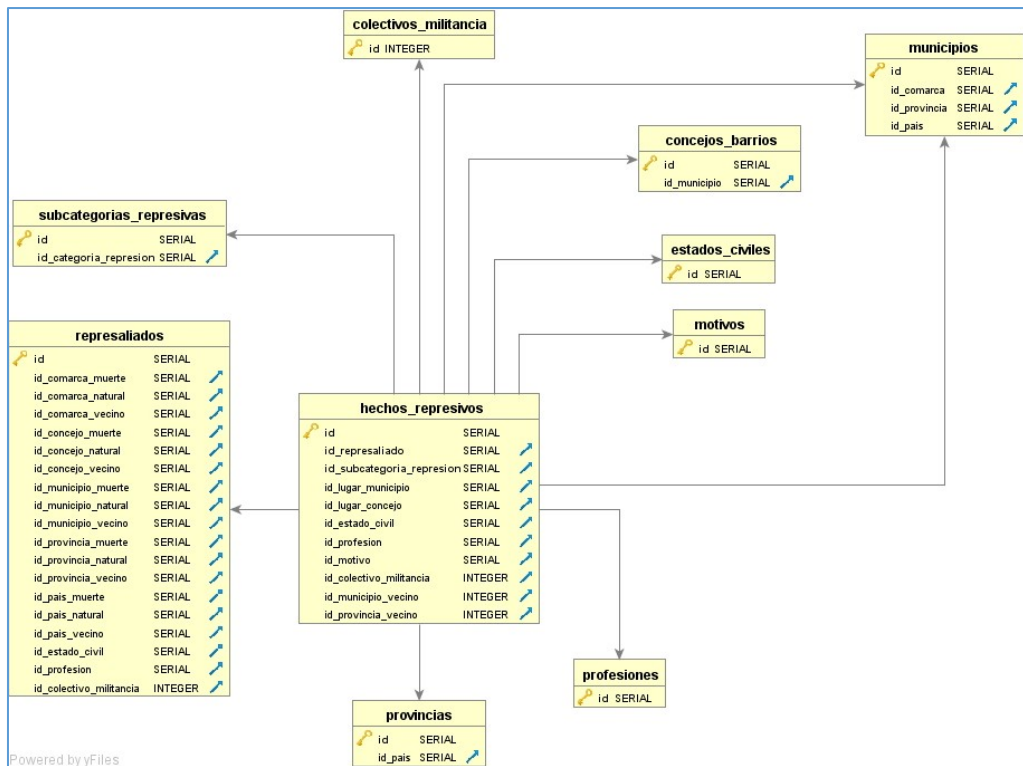 colectivos_militancia
id INTEGER
municipios
id SERIAL
id_comarca SERIAL
id_provincia SERIAL
id_pais SERIAL
concejos_barrios
id SERIAL
id_municipio SERIAL
subcategorias_represivas
id SERIAL
id_categoria_represion SERIAL
estados_civiles
id SERIAL
motivos
id SERIAL
represaliados
id SERIAL
id_comarca_muerte SERIAL
id_comarca_natural SERIAL
id_comarca_vecino SERIAL
id_concejo_muerte SERIAL
id_concejo_natural SERIAL
id_concejo_vecino SERIAL
id_municipio_muerte SERIAL
id_municipio_natural SERIAL
id_municipio_vecino SERIAL
id_provincia_muerte SERIAL
id_provincia_natural SERIAL
id_provincia_vecino SERIAL
id_pais_muerte SERIAL
id_pais_natural SERIAL
id_pais_vecino SERIAL
id_estado_civil SERIAL
id_profesion SERIAL
id_colectivo_militancia INTEGER
hechos_represivos
id SERIAL
id_represaliado SERIAL
id_subcategoria_represion SERIAL
id_lugar_municipio SERIAL
id_lugar_concejo SERIAL
id_estado_civil SERIAL
id_profesion SERIAL
id_motivo SERIAL
id_colectivo_militancia INTEGER
id_municipio_vecino INTEGER
id_provincia_vecino INTEGER
profesiones
id SERIAL
provincias
id SERIAL
id_pais SERIAL
Powered by yFiles